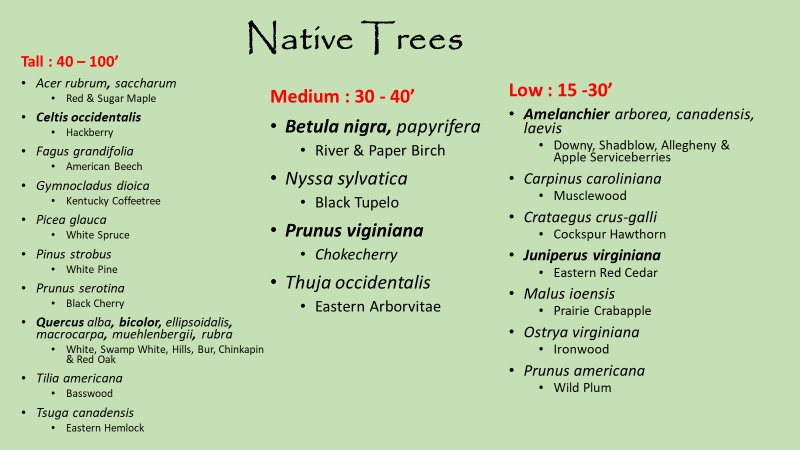 Native Trees
Tall : 40 – 100’
• Acer rubrum, saccharum
• Red & Sugar Maple
• Celtis occidentalis
• Hackberry
• Fagus grandifolia
• American Beech
• Gymnocladus dioica
• Kentucky Coffeetree
• Picea glauca
• White Spruce
• Pinus strobus
• White Pine
• Prunus serotina
• Black Cherry
• Quercus alba, bicolor, ellipsoidalis,
macrocarpa, muehlenbergii, rubra
• White, Swamp White, Hills, Bur, Chinkapin
& Red Oak
• Tilia americana
• Basswood
• Tsuga canadensis
• Eastern Hemlock
Medium : 30 - 40’
• Betula nigra, papyrifera
• River & Paper Birch
• Nyssa sylvatica
• Black Tupelo
• Prunus viginiana
• Chokecherry
• Thuja occidentalis
• Eastern Arborvitae
Low : 15 -30’
• Amelanchier arborea, canadensis,
laevis
• Downy, Shadblow, Allegheny &
Apple Serviceberries
• Carpinus caroliniana
• Musclewood
• Crataegus crus-galli
• Cockspur Hawthorn
• Juniperus virginiana
• Eastern Red Cedar
• Malus ioensis
• Prairie Crabapple
• Ostrya virginiana
• Ironwood
• Prunus americana
• Wild Plum